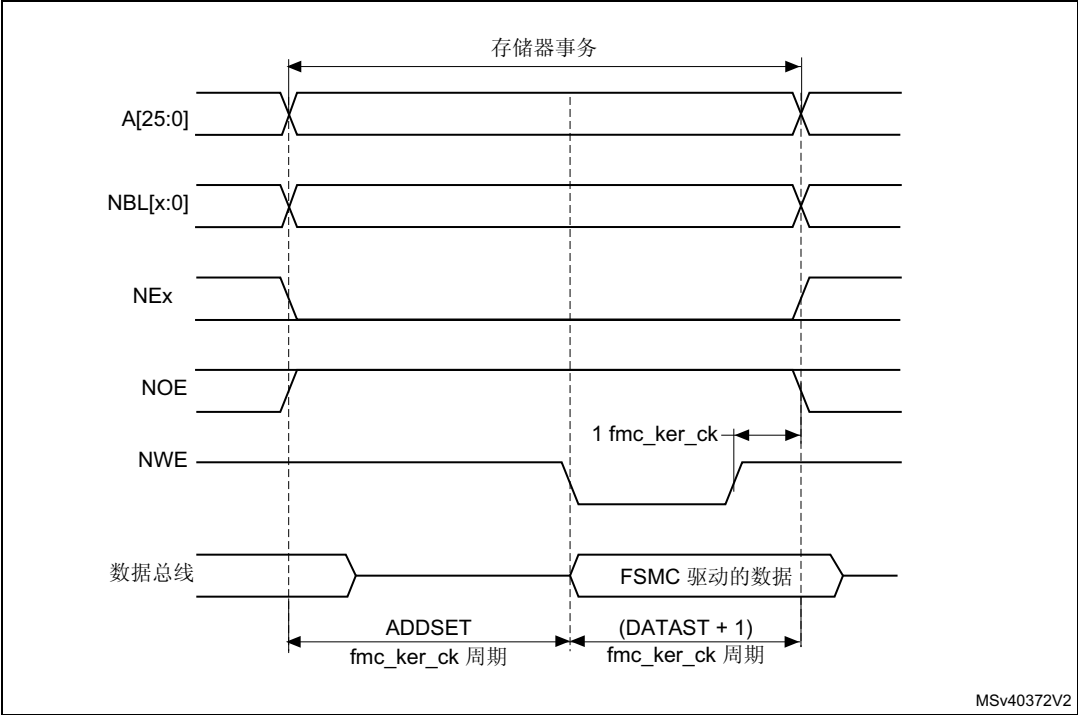 存储器事务
A[25:0]
NBL[x:0]
NEx
NOE
1 fmc_ker_ck
NWE
数据总线
FSMC 驱动的数据
ADDSET
fmc_ker_ck 周期
(DATAST + 1)
fmc_ker_ck 周期
MSv40372V2